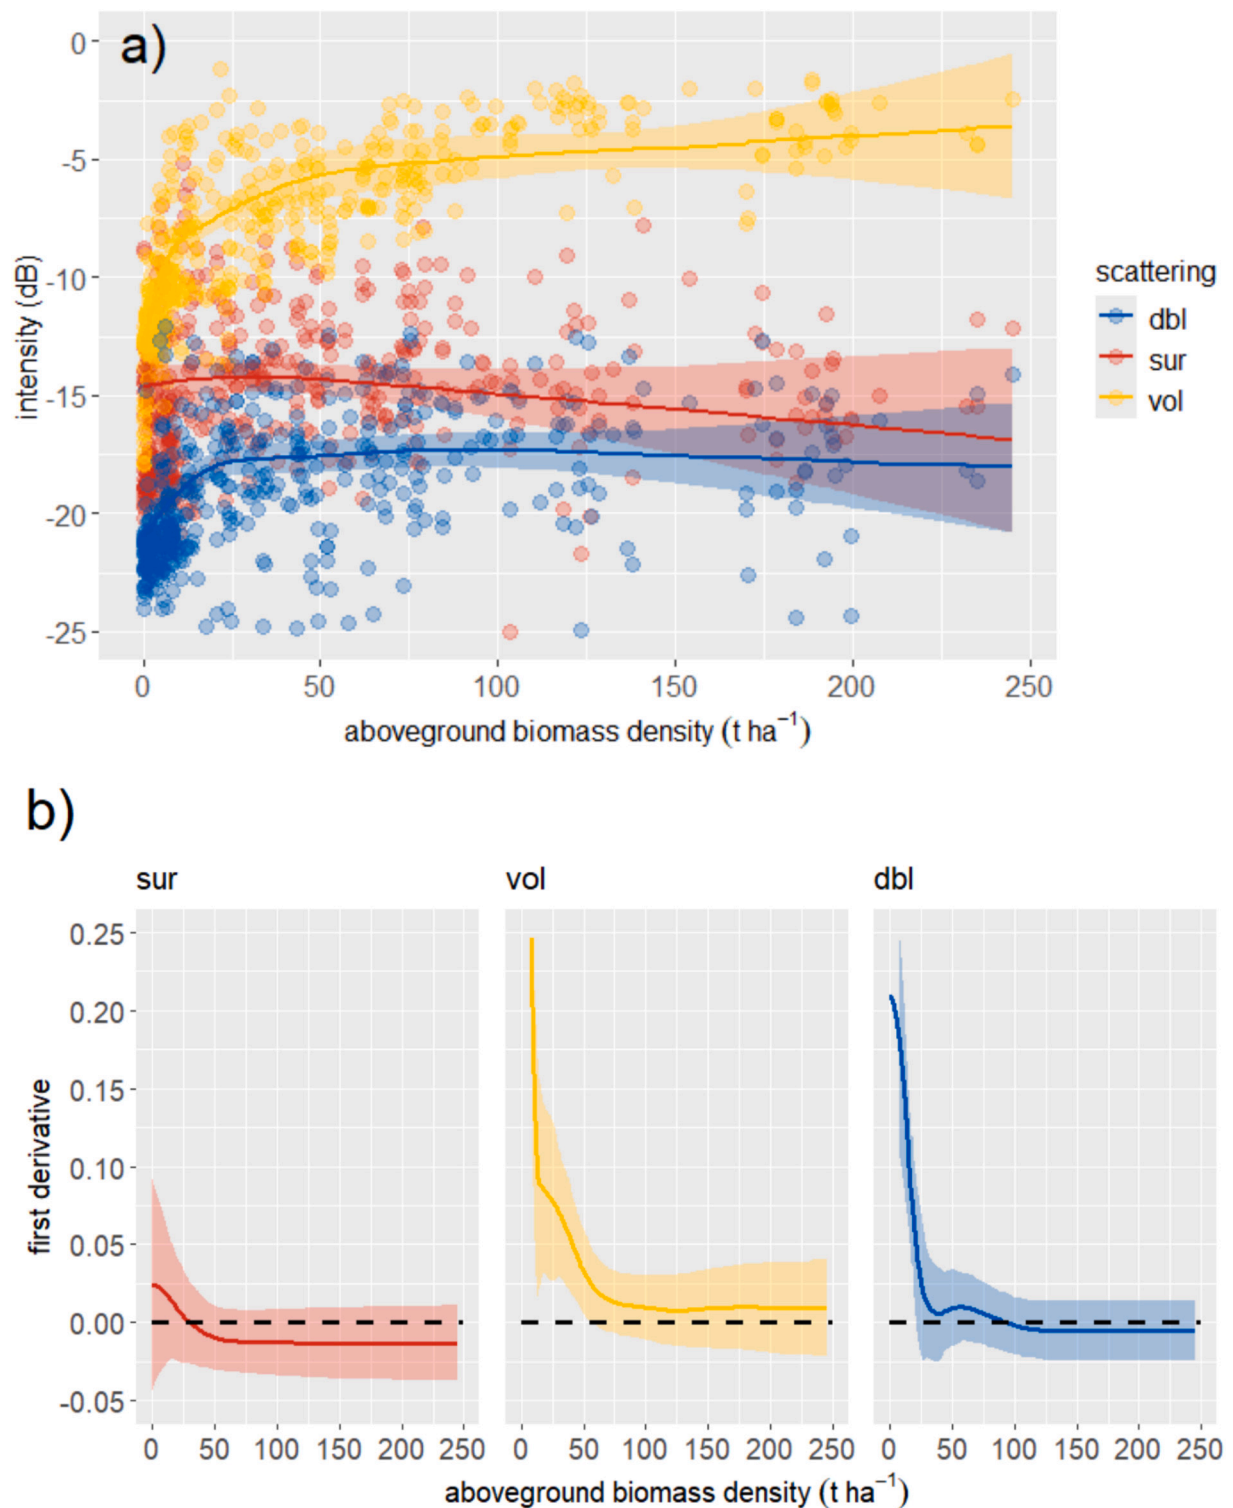 a)
0
-5
-10
-15
-20
-25
intensity (dB)
0 50 100 150 200 250
aboveground biomass density (t ha⁻¹)
scattering
dbl
sur
vol
b)
sur vol dbl
0.25
0.20
0.15
0.10
0.05
0.00
-0.05
first derivative
0 50 100 150 200 250 0 50 100 150 200 250 0 50 100 150 200 250
aboveground biomass density (t ha⁻¹)